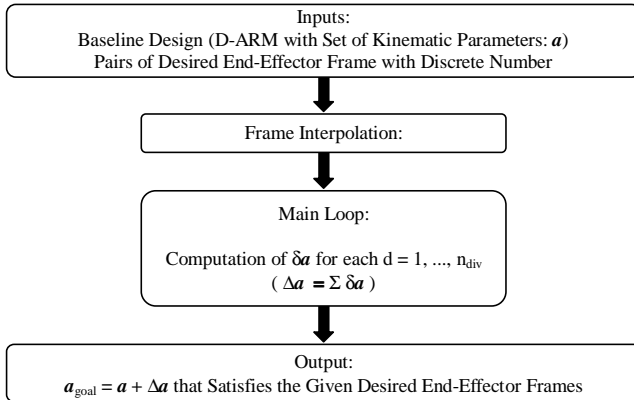 Inputs:
Baseline Design (D-ARM with Set of Kinematic Parameters: a)
Pairs of Desired End-Effector Frame with Discrete Number
Frame Interpolation:
Main Loop:
Computation of δa for each d = 1, ..., n_div
( Δa = Σ δa )
Output:
a_goal = a + Δa that Satisfies the Given Desired End-Effector Frames